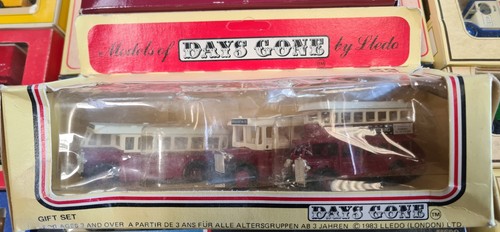 Models of DAYS GONE by Lledo
GIFT SET
DAYS GONE TM
AGES 3 AND OVER A PARTIR DE 3 ANS FÜR ALLE ALTERSGRUPPEN AB 3 JAHREN © 1983 LLEDO (LONDON) LTD